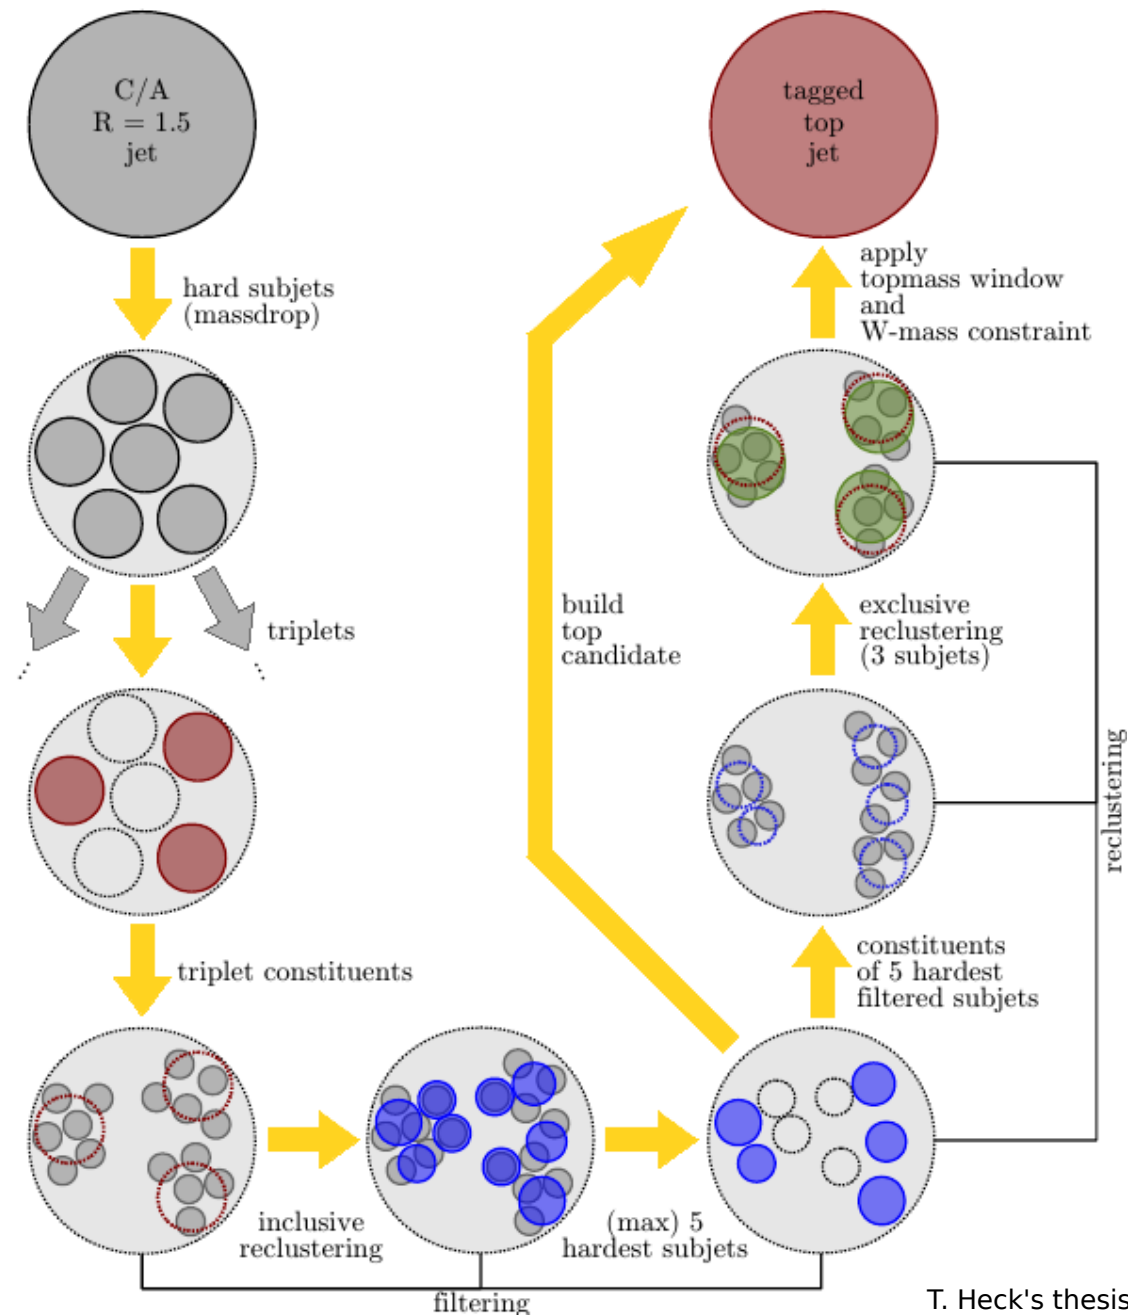 C/A
R = 1.5
jet
hard subjets
(massdrop)
triplets
triplet constituents
inclusive
reclustering
filtering
(max) 5
hardest subjets
constituents
of 5 hardest
filtered subjets
build
top
candidate
exclusive
reclustering
(3 subjets)
reclustering
apply
topmass window
and
W-mass constraint
tagged
top
jet
T. Heck's thesis